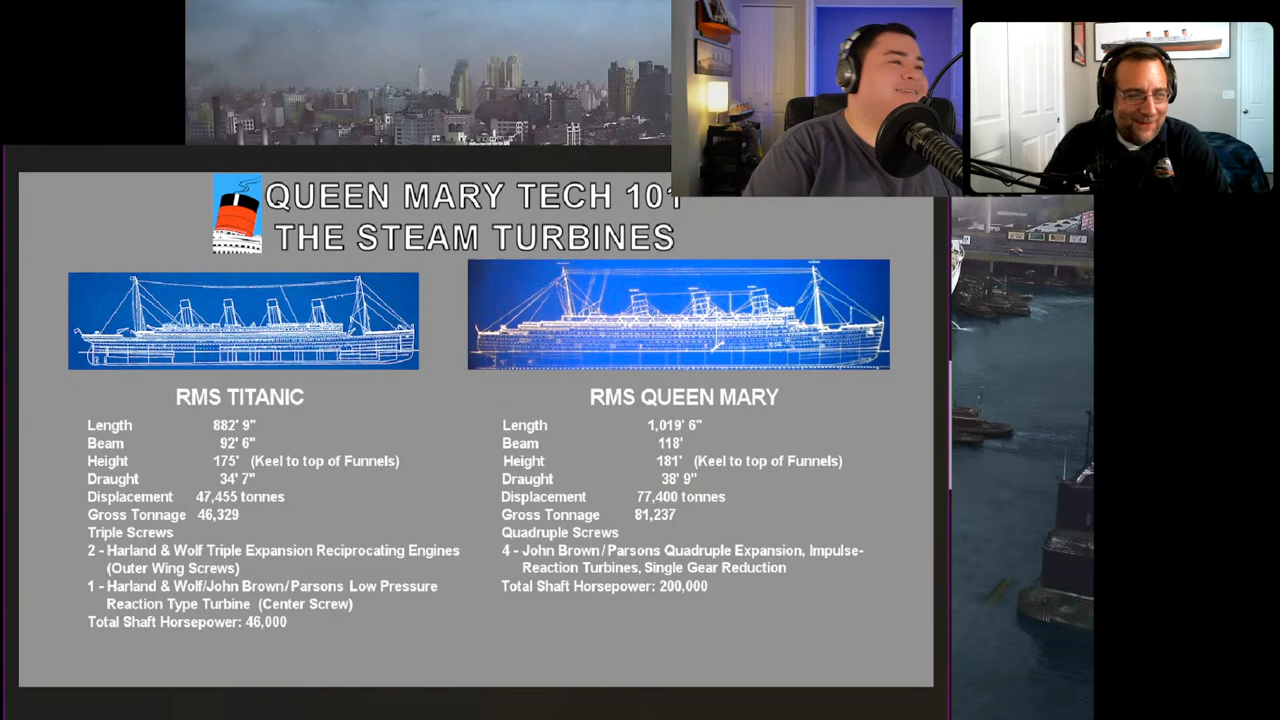 QUEEN MARY TECH 101
THE STEAM TURBINES
RMS TITANIC
Length 882' 9"
Beam 92' 6"
Height 175' (Keel to top of Funnels)
Draught 34' 7"
Displacement 47,455 tonnes
Gross Tonnage 46,329
Triple Screws
2 - Harland & Wolf Triple Expansion Reciprocating Engines
(Outer Wing Screws)
1 - Harland & Wolf/John Brown/Parsons Low Pressure
Reaction Type Turbine (Center Screw)
Total Shaft Horsepower: 46,000
RMS QUEEN MARY
Length 1,019' 6"
Beam 118'
Height 181' (Keel to top of Funnels)
Draught 38' 9"
Displacement 77,400 tonnes
Gross Tonnage 81,237
Quadruple Screws
4 - John Brown/Parsons Quadruple Expansion, Impulse-
Reaction Turbines, Single Gear Reduction
Total Shaft Horsepower: 200,000